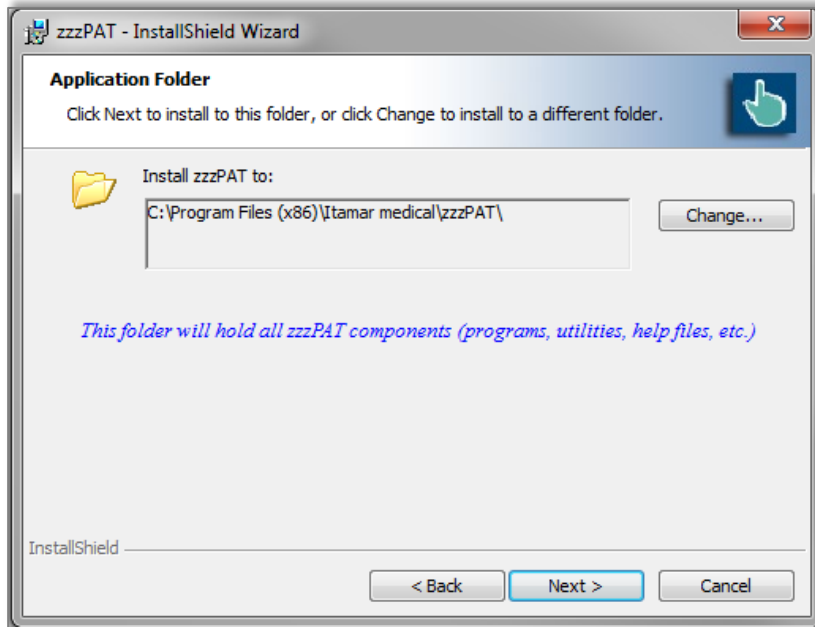 zzzPAT - InstallShield Wizard
Application Folder
Click Next to install to this folder, or click Change to install to a different folder.
Install zzzPAT to:
C:\Program Files (x86)\Itamar medical\zzzPAT\
Change...
This folder will hold all zzzPAT components (programs, utilities, help files, etc.)
InstallShield
< Back
Next >
Cancel